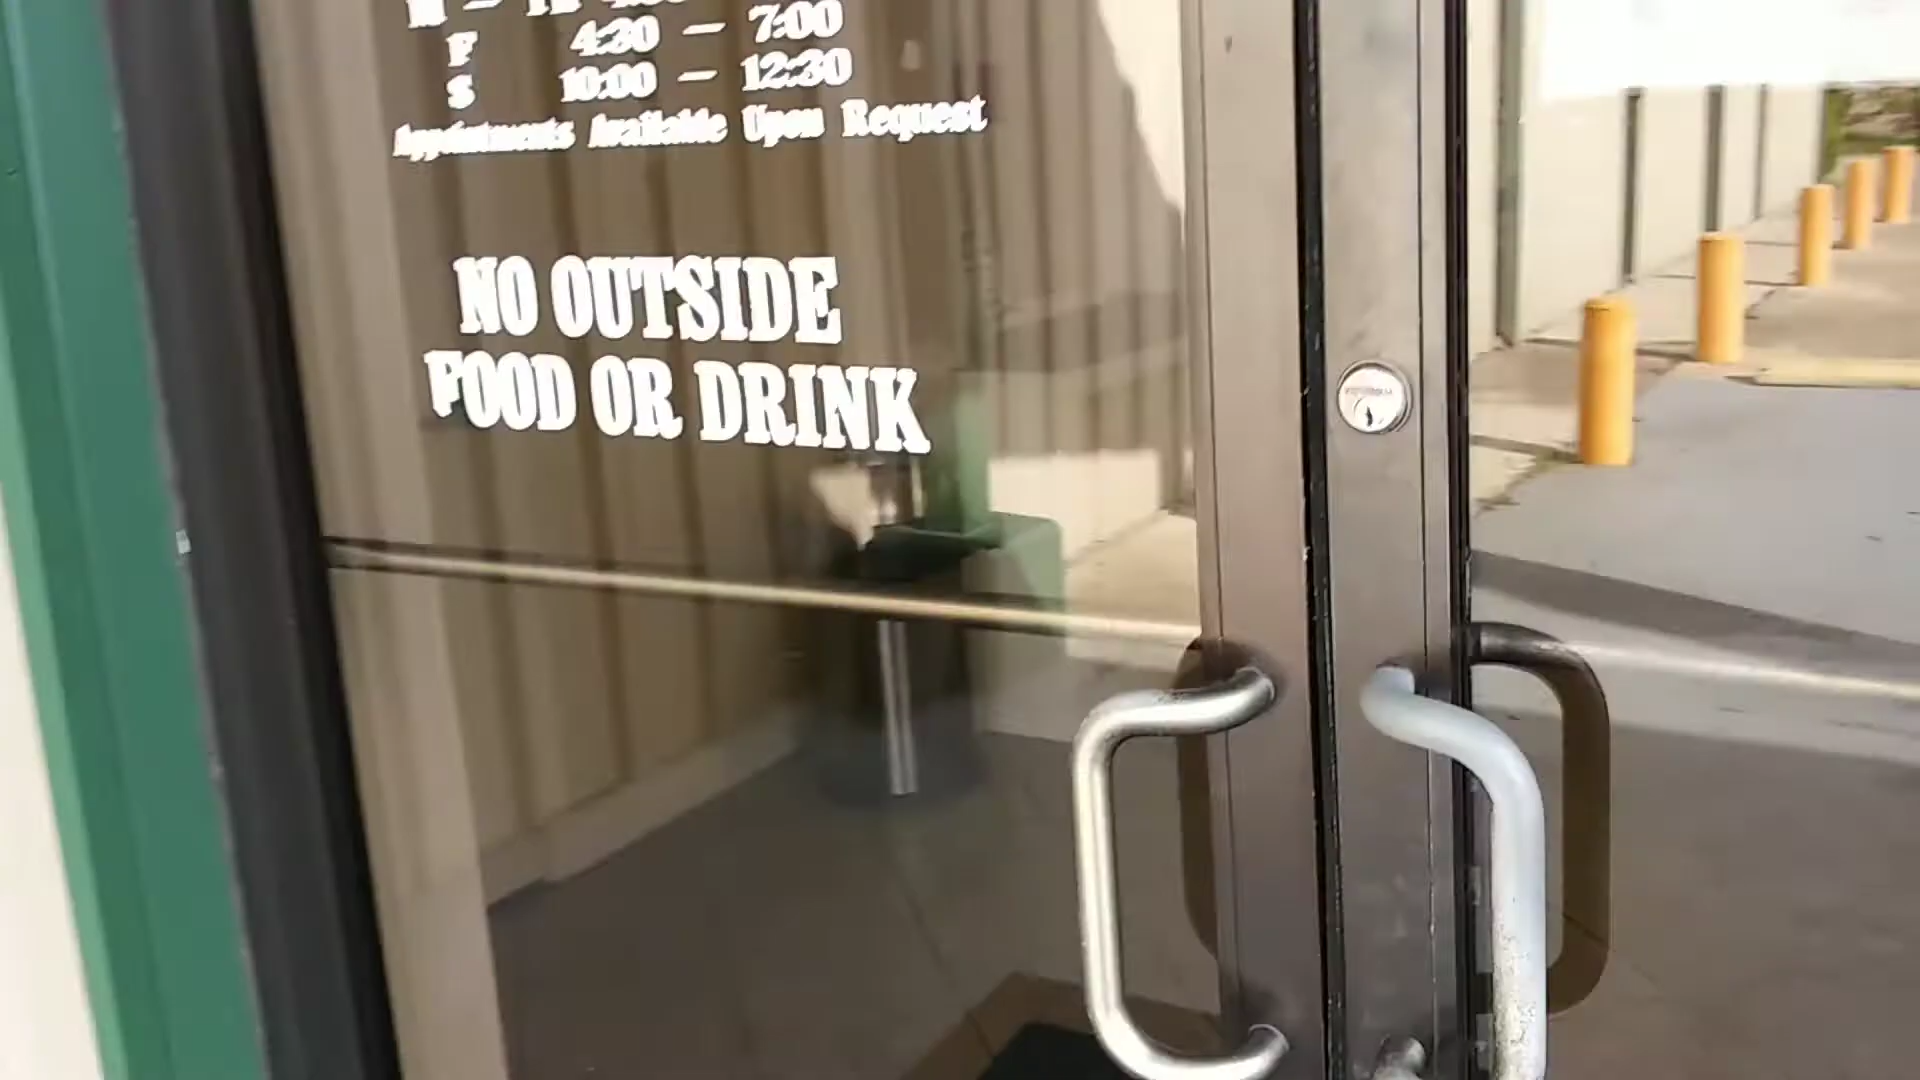 F 4:30 – 7:00
S 10:00 – 12:30
Appointments Available Upon Request
NO OUTSIDE
FOOD OR DRINK